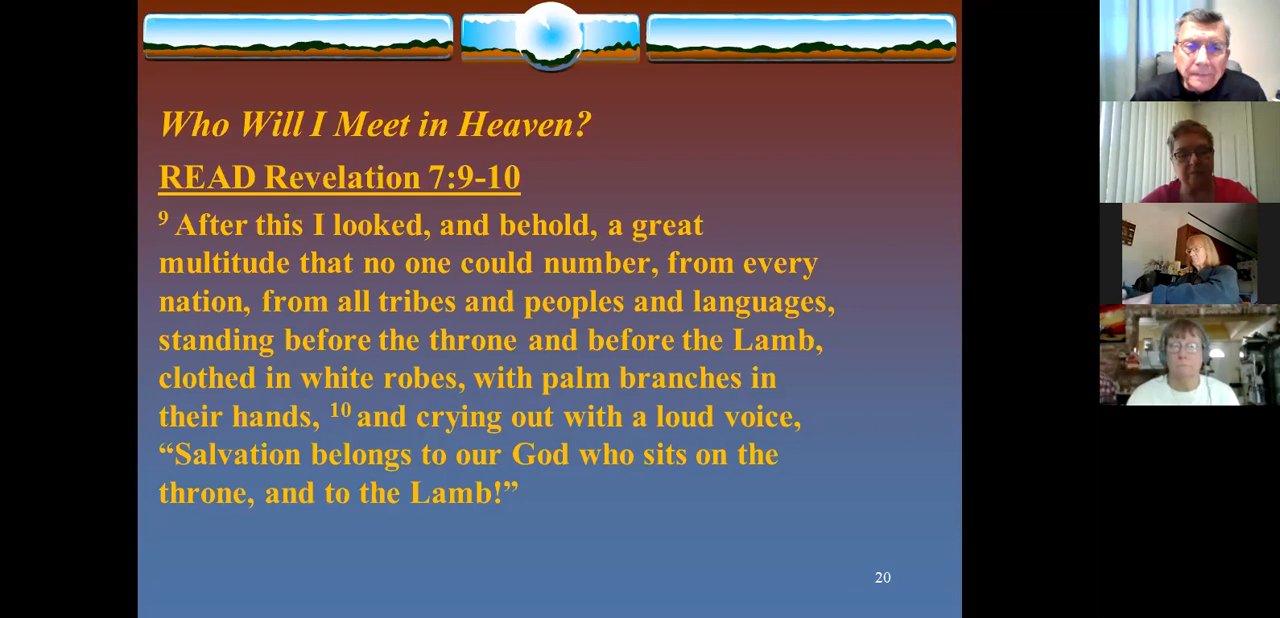 Who Will I Meet in Heaven?
READ Revelation 7:9-10
9 After this I looked, and behold, a great
multitude that no one could number, from every
nation, from all tribes and peoples and languages,
standing before the throne and before the Lamb,
clothed in white robes, with palm branches in
their hands, 10 and crying out with a loud voice,
“Salvation belongs to our God who sits on the
throne, and to the Lamb!”
20